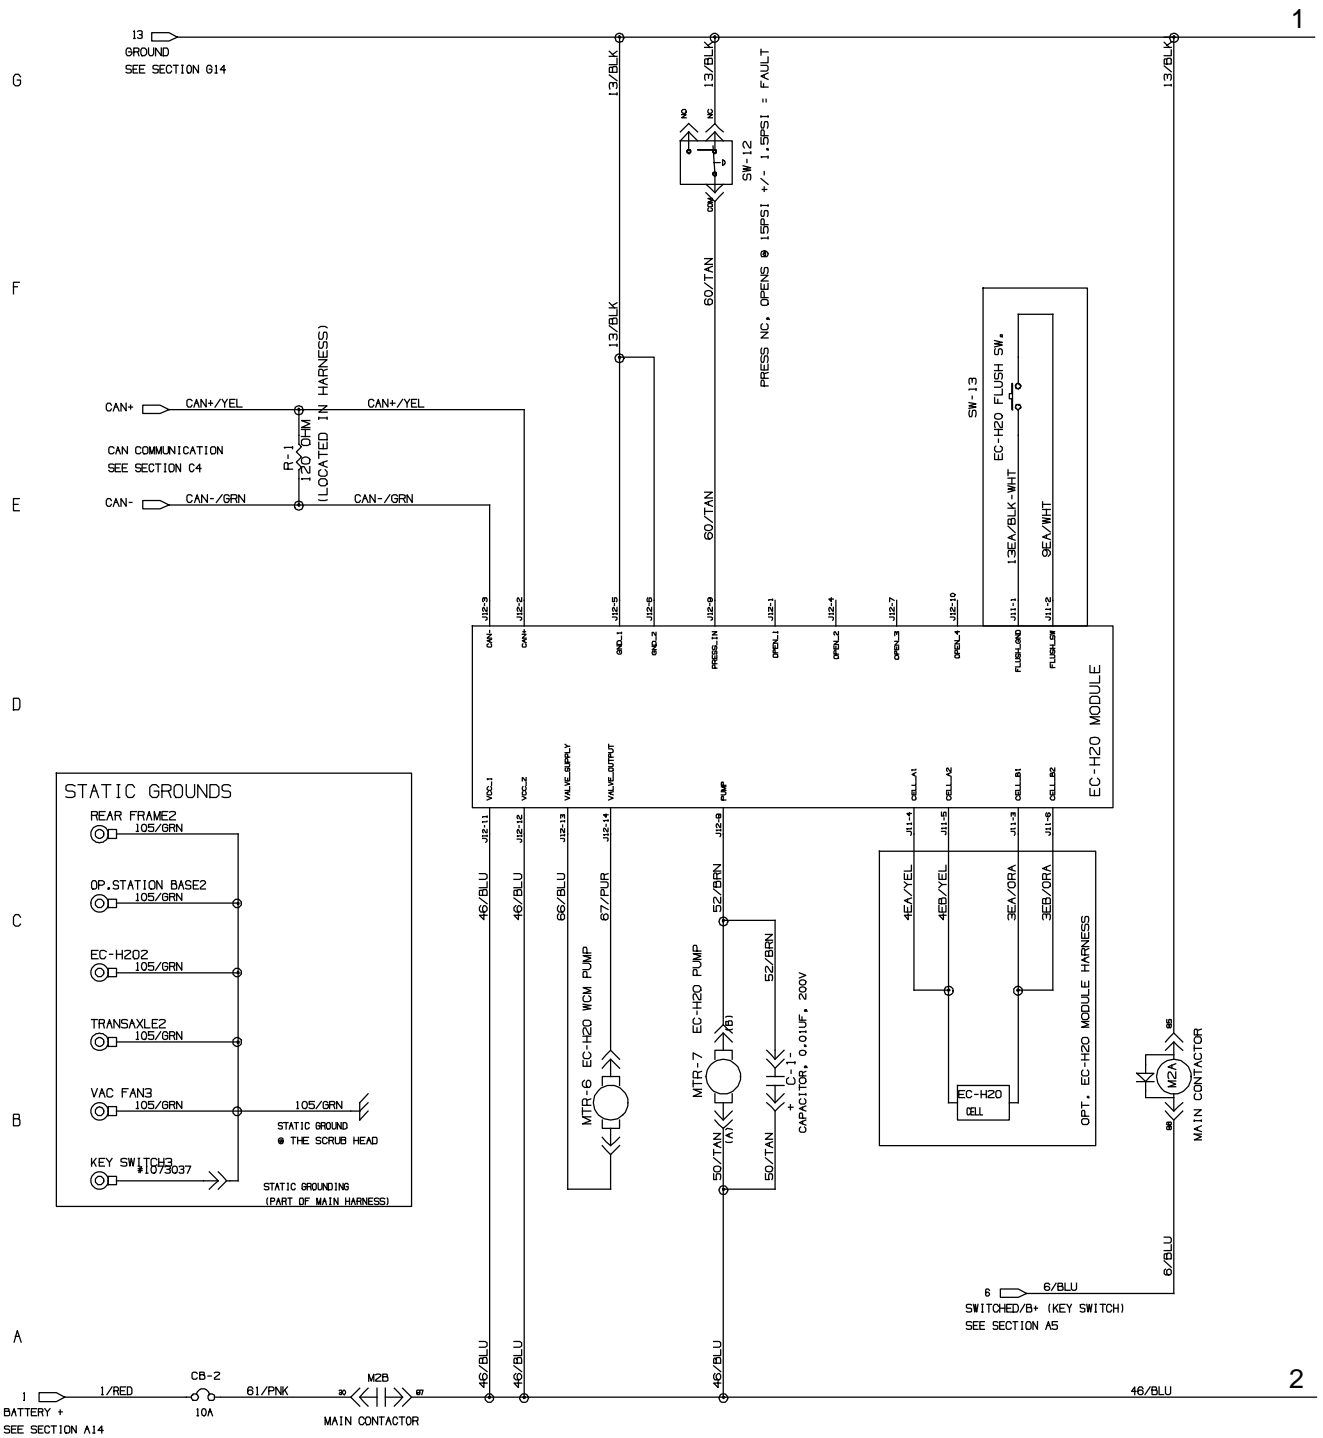 1
13
GROUND
SEE SECTION G14
G
13/BLK
13/BLK
13/BLK
NO
NC
SW-12
PRESS NC, OPENS @ 15PSI +/- 1.5PSI = FAULT
COM
60/TAN
F
13/BLK
SW-13
EC-H2O FLUSH SW.
CAN+
CAN+/YEL
CAN+/YEL
R-1
120 OHM
(LOCATED IN HARNESS)
CAN COMMUNICATION
SEE SECTION C4
E
CAN-
CAN-/GRN
CAN-/GRN
60/TAN
13EA/BLK-WHT
9EA/WHT
J12-3
J12-2
J12-5
J12-6
J12-9
J12-1
J12-4
J12-7
J12-10
J11-1
J11-2
CAN-
CAN+
GND_1
GND_2
PRESS_IN
OPEN_1
OPEN_2
OPEN_3
OPEN_4
FLUSH_GND
FLUSH_SW
D
EC-H2O MODULE
VCC_1
VCC_2
VALVE_SUPPLY
VALVE_OUTPUT
PUMP
CELL_A1
CELL_A2
CELL_B1
CELL_B2
J12-11
J12-12
J12-13
J12-14
J12-8
J11-4
J11-5
J11-3
J11-6
STATIC GROUNDS
REAR FRAME2
105/GRN
OP.STATION BASE2
105/GRN
C
EC-H2O2
105/GRN
TRANSAXLE2
105/GRN
VAC FAN3
105/GRN
105/GRN
STATIC GROUND
@ THE SCRUB HEAD
B
KEY SWITCH3
#1073037
STATIC GROUNDING
(PART OF MAIN HARNESS)
46/BLU
46/BLU
66/BLU
67/PUR
52/BRN
52/BRN
4EA/YEL
4EB/YEL
3EA/ORA
3EB/ORA
MTR-6 EC-H2O WCM PUMP
MTR-7 EC-H2O PUMP
(B)
(A)
C-1
-
+
CAPACITOR, 0.01UF, 200V
50/TAN
50/TAN
EC-H2O
CELL
OPT. EC-H2O MODULE HARNESS
85
M2A
86
MAIN CONTACTOR
6/BLU
6
6/BLU
SWITCHED/B+ (KEY SWITCH)
SEE SECTION A5
A
46/BLU
46/BLU
46/BLU
1
BATTERY +
SEE SECTION A14
1/RED
CB-2
10A
61/PNK
30
M2B
87
MAIN CONTACTOR
46/BLU
2